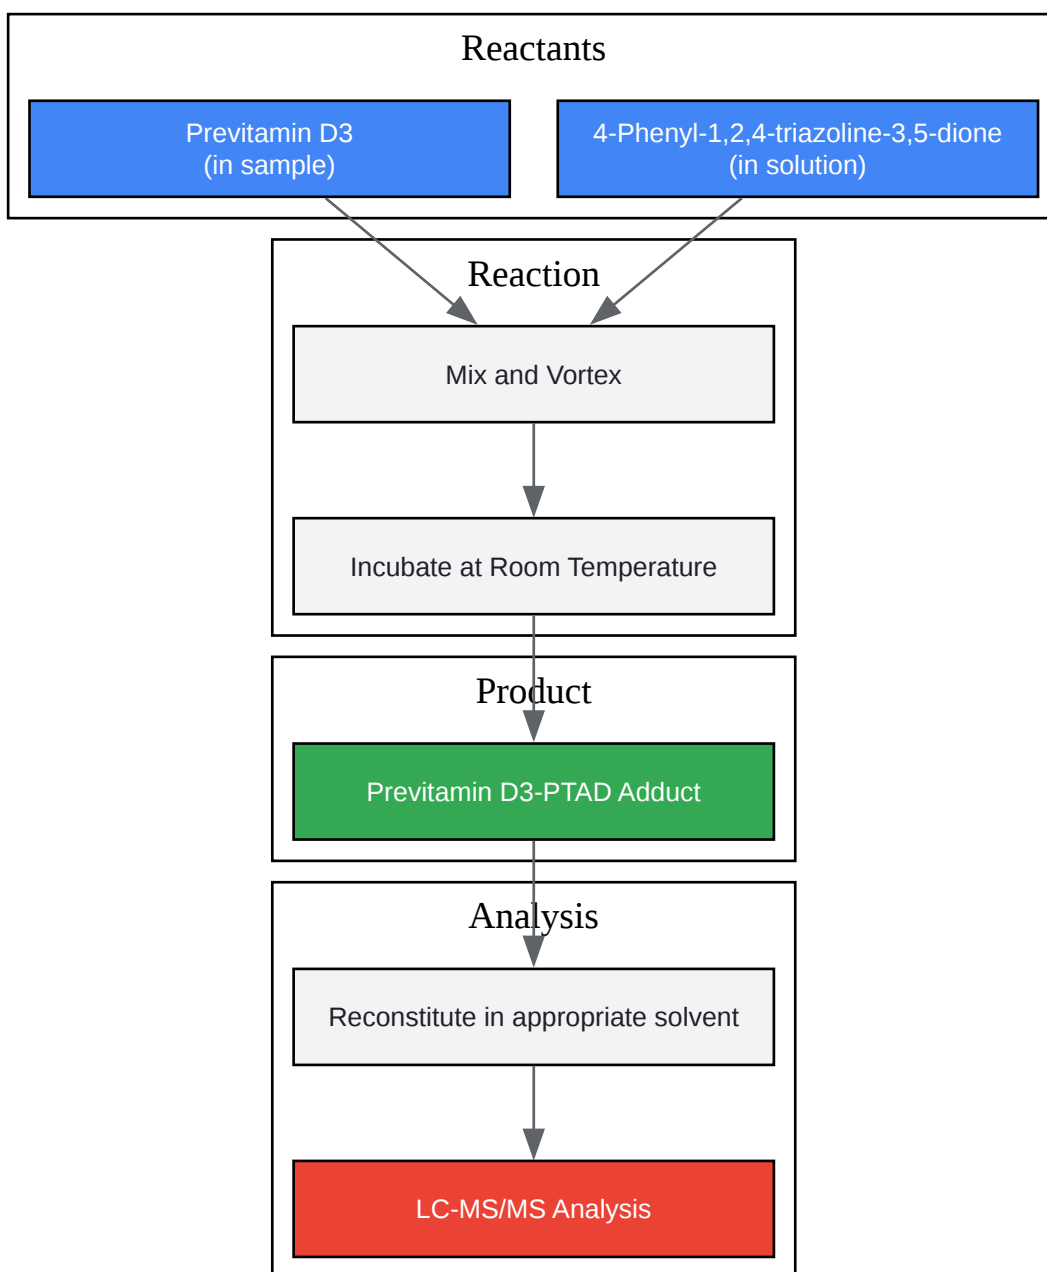 Reactants
Previtamin D3
(in sample)
4-Phenyl-1,2,4-triazoline-3,5-dione
(in solution)
Reaction
Mix and Vortex
Incubate at Room Temperature
Product
Previtamin D3-PTAD Adduct
Analysis
Reconstitute in appropriate solvent
LC-MS/MS Analysis